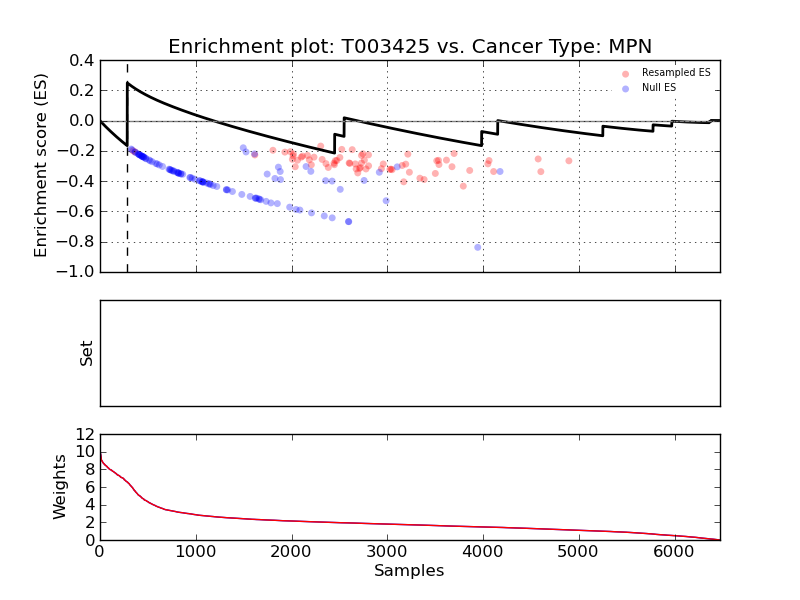 Enrichment plot: T003425 vs. Cancer Type: MPN
0.4
0.2
0.0
−0.2
−0.4
−0.6
−0.8
−1.0
Enrichment score (ES)
Resampled ES
Null ES
Set
12
10
8
6
4
2
0
Weights
0 1000 2000 3000 4000 5000 6000
Samples